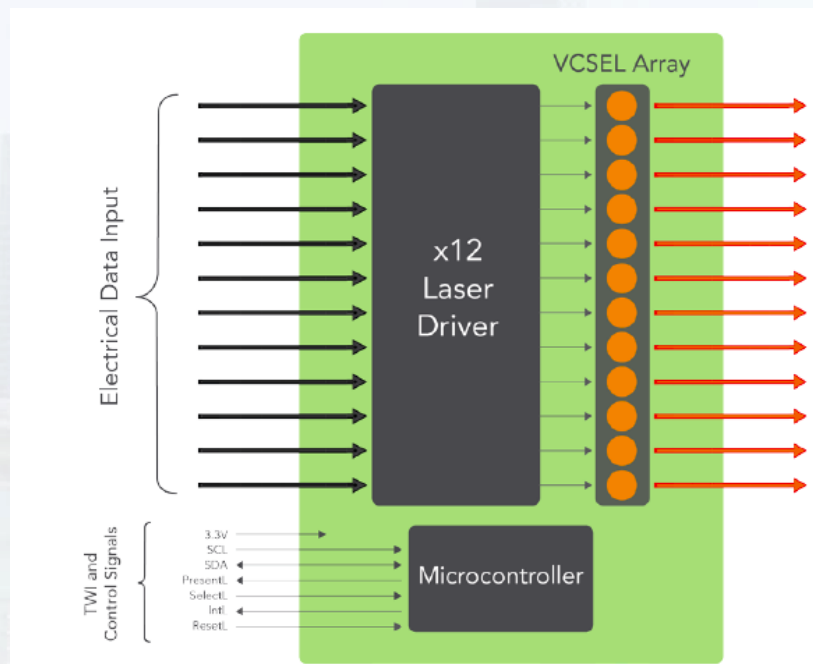 VCSEL Array
Electrical Data Input
x12
Laser
Driver
TWI and
Control Signals
3.3V
SCL
SDA
PresentL
SelectL
IntL
ResetL
Microcontroller